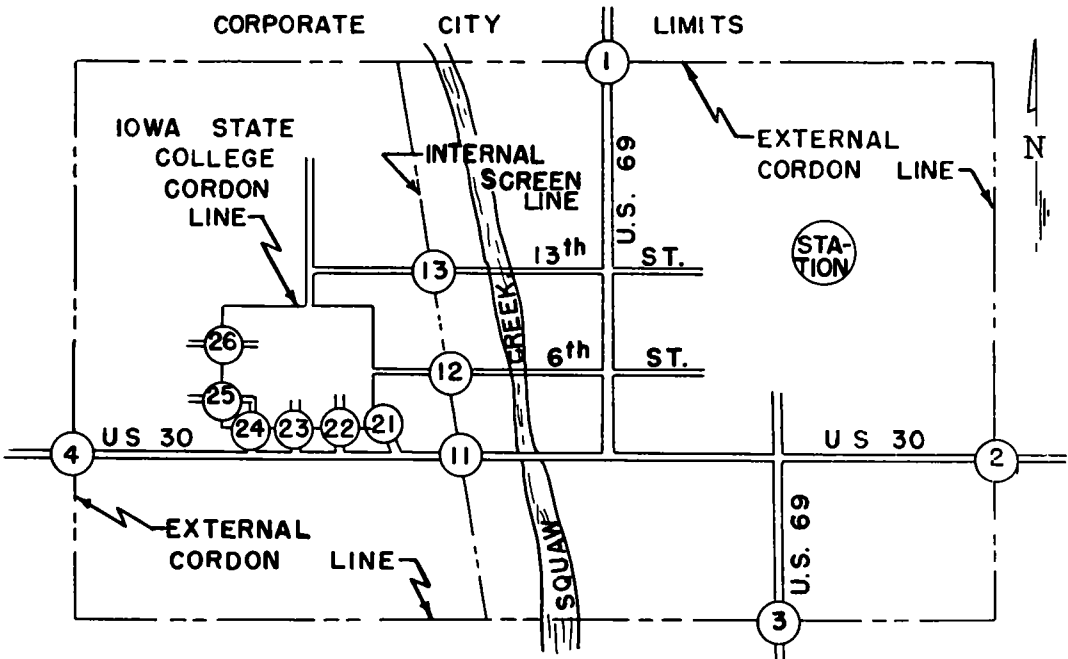 CORPORATE CITY LIMITS
1
IOWA STATE
COLLEGE
CORDON
LINE
INTERNAL
SCREEN
LINE
U.S. 69
EXTERNAL
CORDON LINE
N
STA-
TION
13
13th ST.
CREEK
26
12
6th ST.
25
24
23
22
21
4
US 30
11
US 30
2
EXTERNAL
CORDON LINE
SQUAW
U.S. 69
3